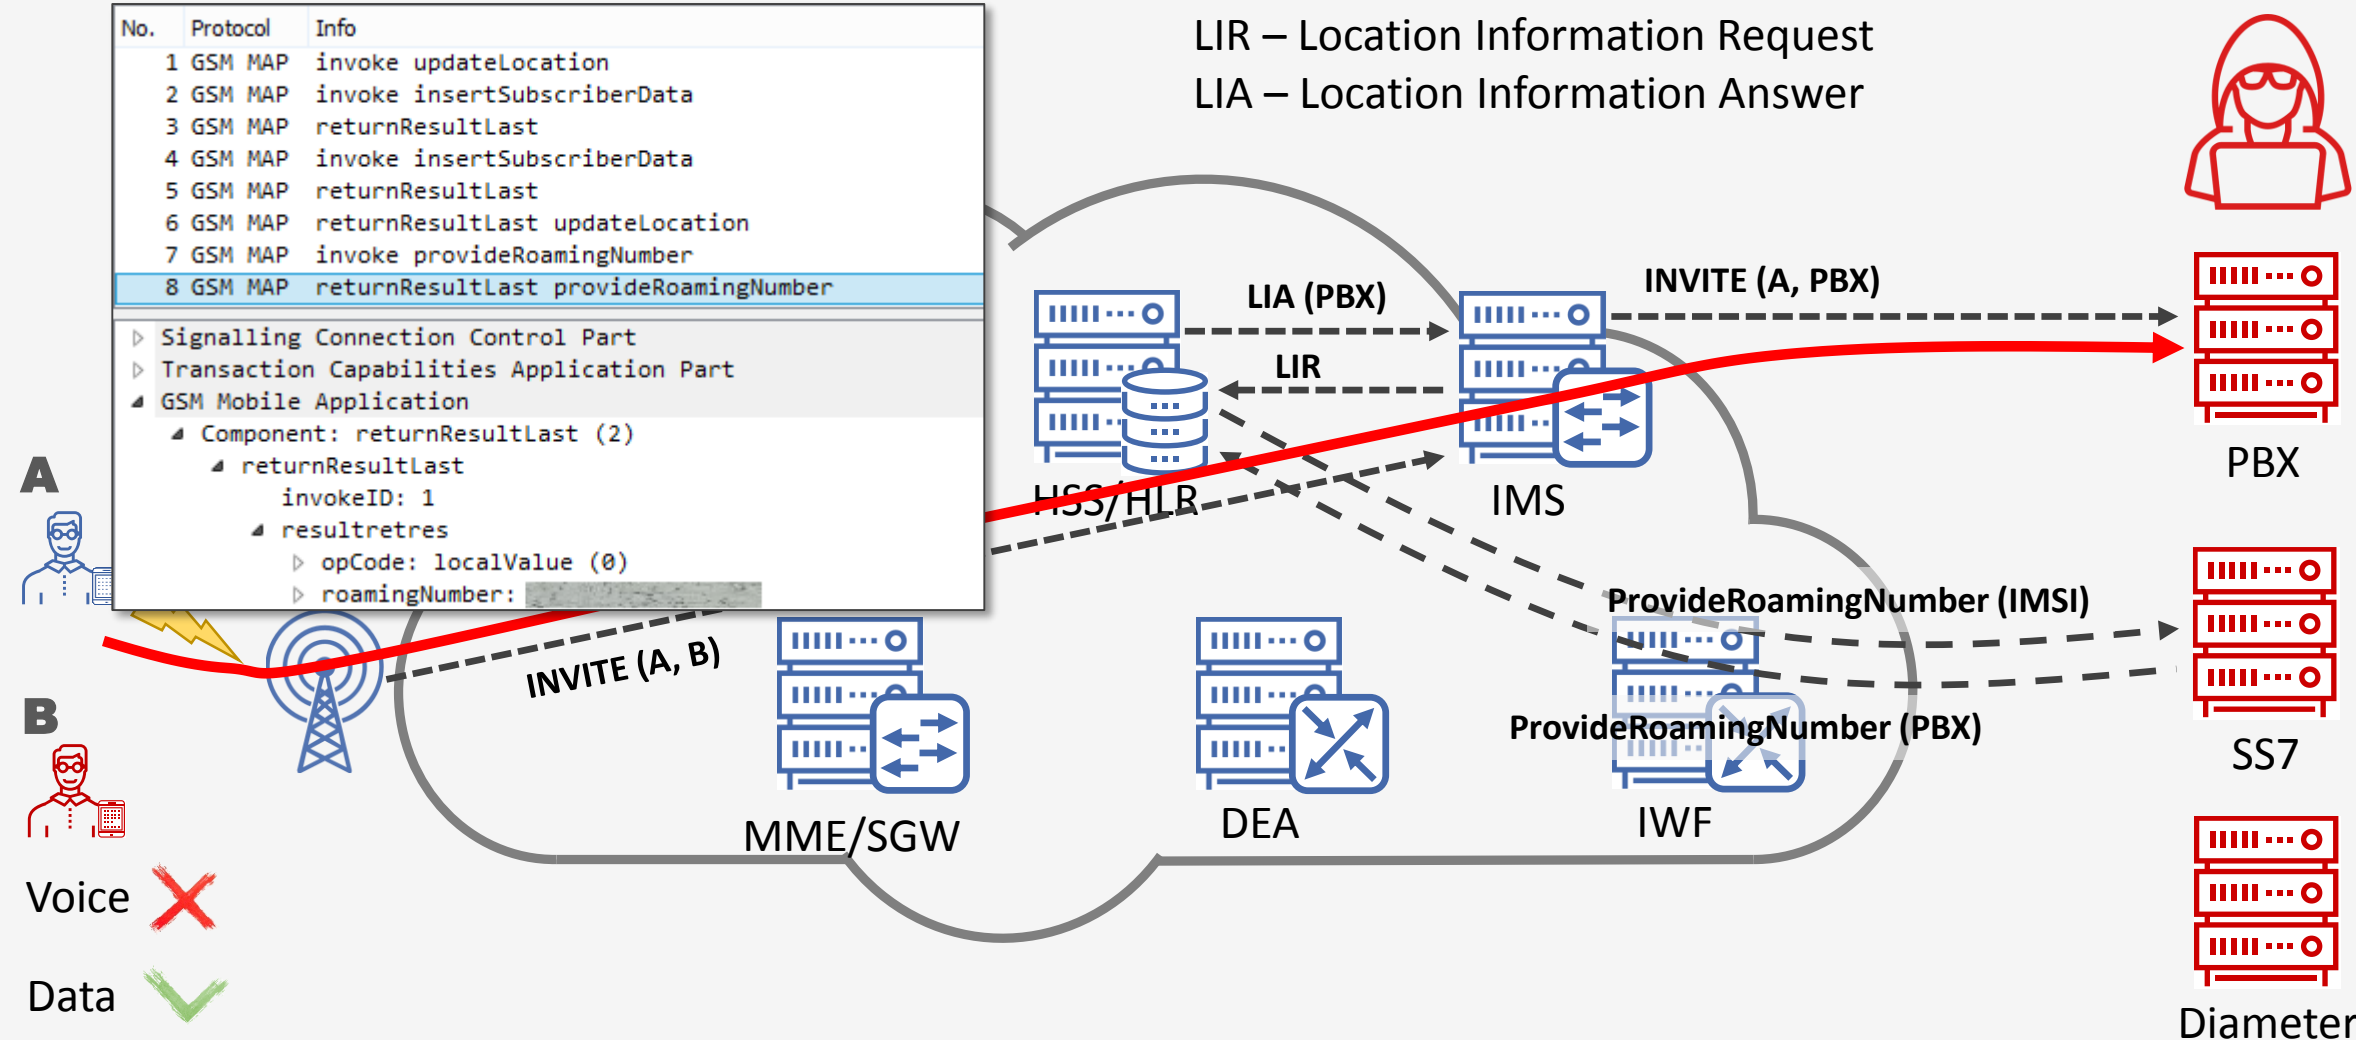 No. Protocol Info
1 GSM MAP invoke updateLocation
2 GSM MAP invoke insertSubscriberData
3 GSM MAP returnResultLast
4 GSM MAP invoke insertSubscriberData
5 GSM MAP returnResultLast
6 GSM MAP returnResultLast updateLocation
7 GSM MAP invoke provideRoamingNumber
8 GSM MAP returnResultLast provideRoamingNumber
Signalling Connection Control Part
Transaction Capabilities Application Part
GSM Mobile Application
Component: returnResultLast (2)
returnResultLast
invokeID: 1
resultretres
opCode: localValue (0)
roamingNumber:
LIR – Location Information Request
LIA – Location Information Answer
LIA (PBX)
INVITE (A, PBX)
LIR
A
HSS/HLR
IMS
PBX
ProvideRoamingNumber (IMSI)
INVITE (A, B)
B
ProvideRoamingNumber (PBX)
SS7
MME/SGW
DEA
IWF
Voice
Data
Diameter